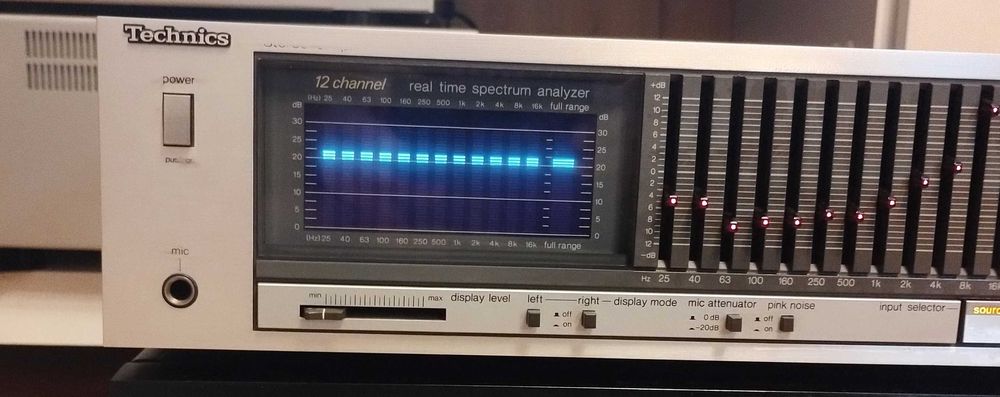 Technics
power
mic
12 channel real time spectrum analyzer
(Hz) 25 40 63 100 160 250 500 1k 2k 4k 8k 16k full range
dB
30
25
20
15
10
5
0
dB
25
20
15
10
5
0
(Hz) 25 40 63 100 160 250 500 1k 2k 4k 8k 16k full range
+dB
12
10
8
6
4
2
0
2
4
6
8
10
12
-dB
Hz 25 40 63 100 160 250 500 1k 2k 4k 8k
min max display level
left right display mode mic attenuator pink noise input selector
off on
0dB
-20dB
off
on